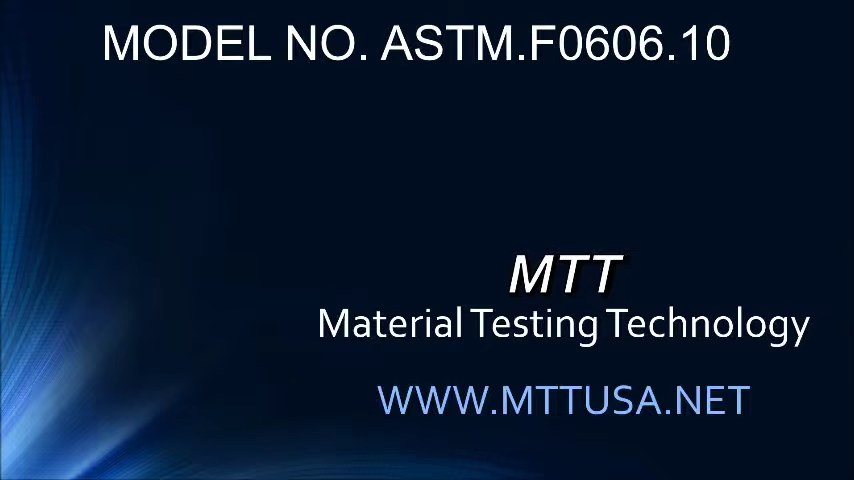 MODEL NO. ASTM.F0606.10
MTT
Material Testing Technology
WWW.MTTUSA.NET